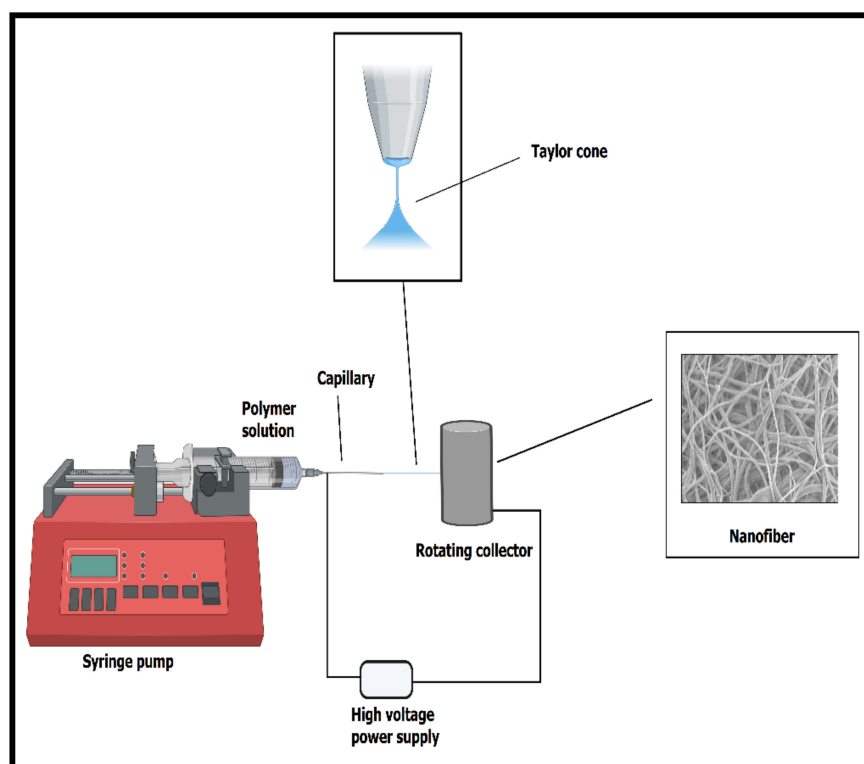 Taylor cone
Capillary
Polymer
solution
Rotating collector
Nanofiber
Syringe pump
High voltage
power supply